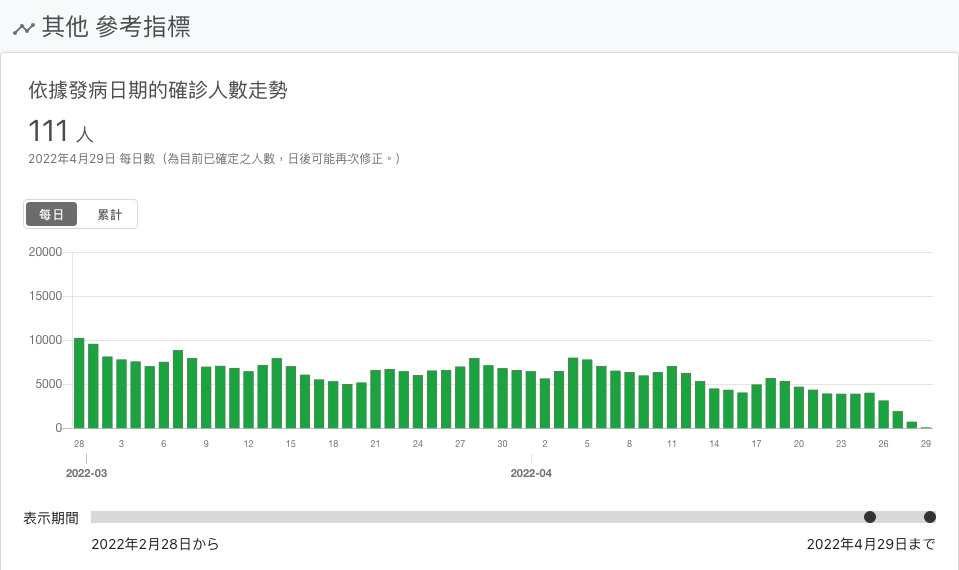 其他 參考指標
依據發病日期的確診人數走勢
111 人
2022年4月29日 每日數（為目前已確定之人數，日後可能再次修正。）
每日 累計
20000
15000
10000
5000
0
28 3 6 9 12 15 18 21 24 27 30 2 5 8 11 14 17 20 23 26 29
2022-03 2022-04
表示期間
2022年2月28日から 2022年4月29日まで